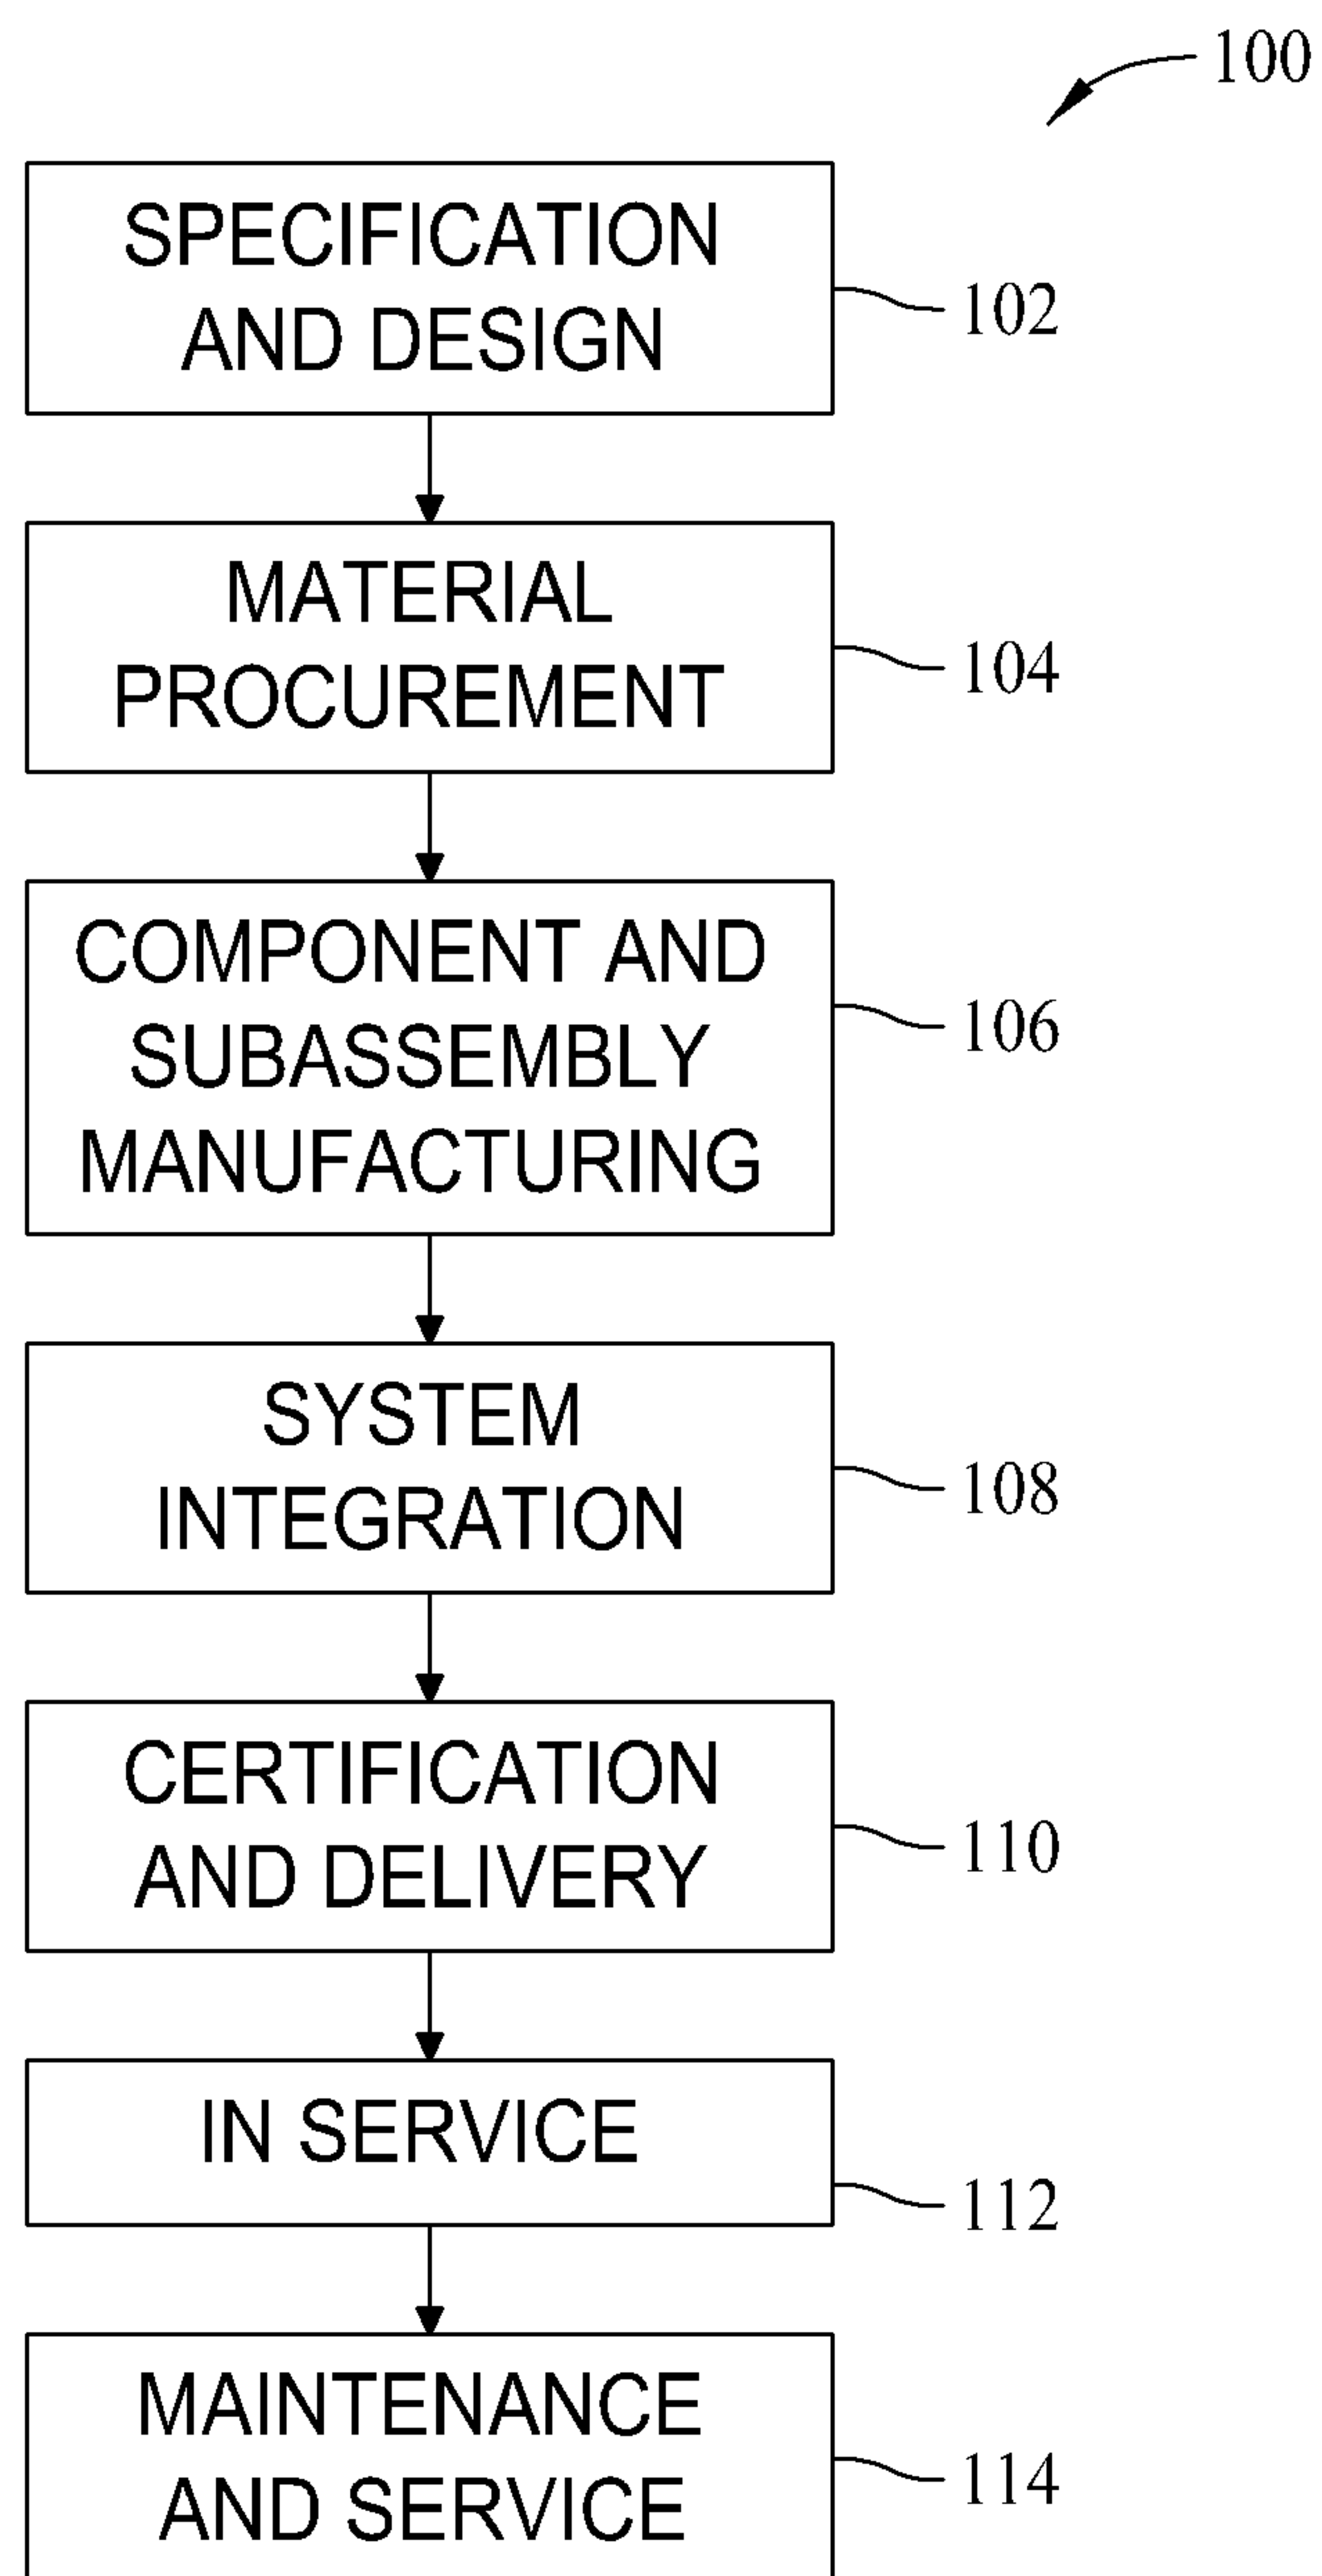 100
SPECIFICATION
AND DESIGN
102
MATERIAL
PROCUREMENT
104
COMPONENT AND
SUBASSEMBLY
MANUFACTURING
106
SYSTEM
INTEGRATION
108
CERTIFICATION
AND DELIVERY
110
IN SERVICE
112
MAINTENANCE
AND SERVICE
114